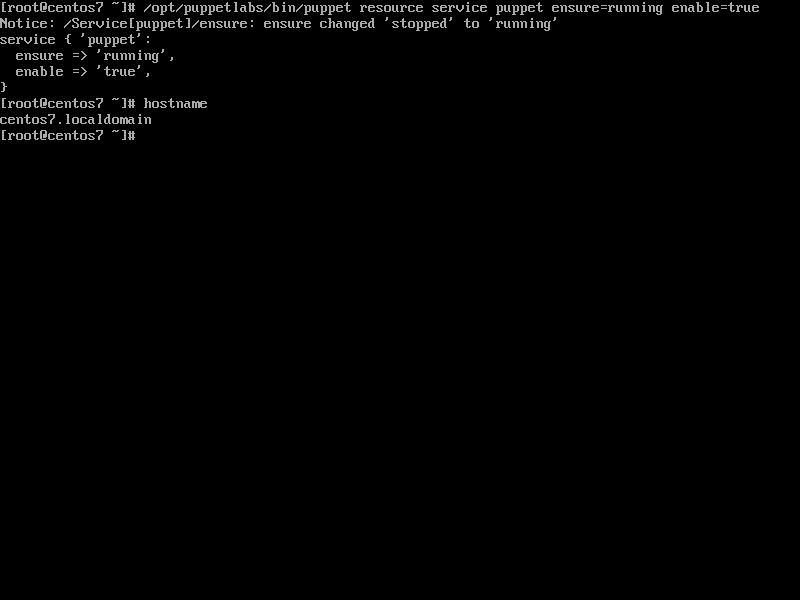 [root@centos7 ~]# /opt/puppetlabs/bin/puppet resource service puppet ensure=running enable=true
Notice: /Service[puppet]/ensure: ensure changed 'stopped' to 'running'
service { 'puppet':
  ensure => 'running',
  enable => 'true',
}
[root@centos7 ~]# hostname
centos7.localdomain
[root@centos7 ~]#